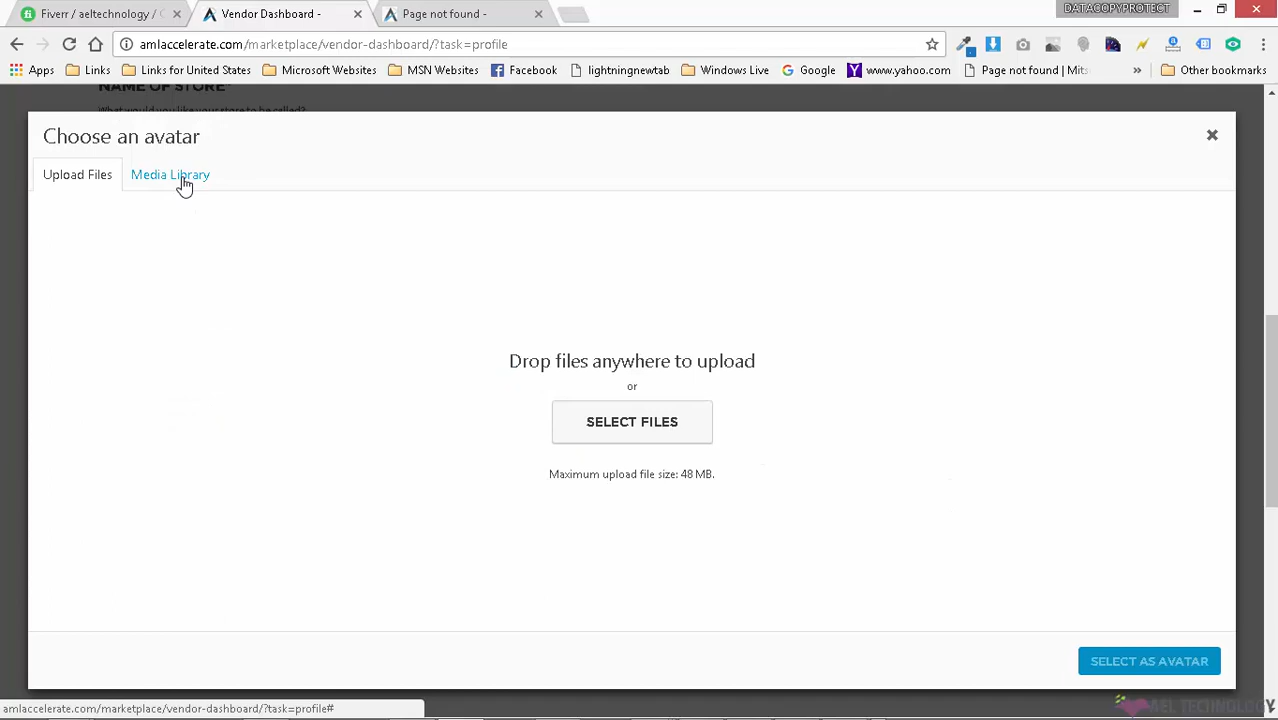 Fiverr / aeltechnology / C
Vendor Dashboard -
Page not found -
DATACOPYPROTECT
amlaccelerate.com/marketplace/vendor-dashboard/?task=profile
Apps Links Links for United States Microsoft Websites MSN Websites Facebook lightningnewtab Windows Live Google www.yahoo.com Page not found | Mits » Other bookmarks
NAME OF STORE*
What would you like your store to be called?
Choose an avatar
Upload Files Media Library
Drop files anywhere to upload
or
SELECT FILES
Maximum upload file size: 48 MB.
SELECT AS AVATAR
amlaccelerate.com/marketplace/vendor-dashboard/?task=profile#
AEL TECHNOLOGY